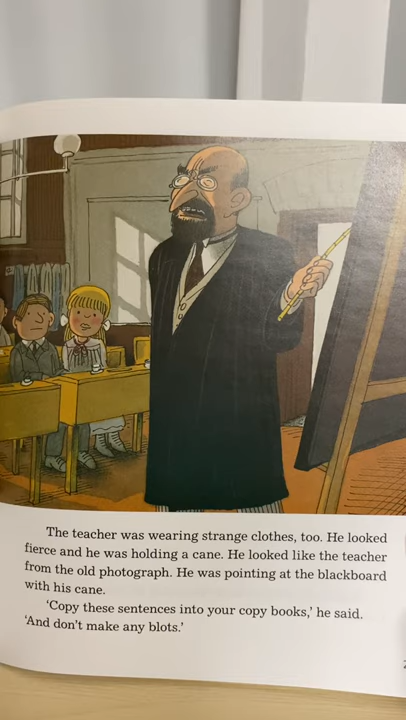 The teacher was wearing strange clothes, too. He looked
fierce and he was holding a cane. He looked like the teacher
from the old photograph. He was pointing at the blackboard
with his cane.
‘Copy these sentences into your copy books,’ he said.
‘And don’t make any blots.’